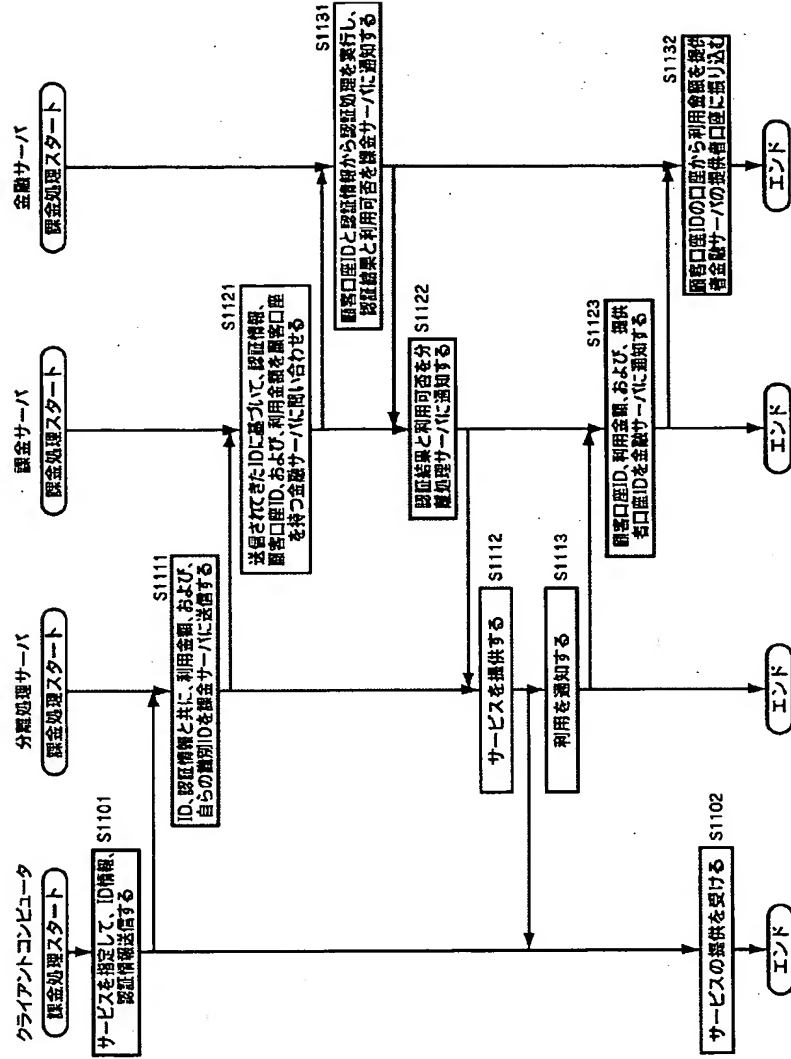 クライアントコンピュータ
課金処理スタート
サービスを指定して、ID情報、
認証情報送信する
S1101
サービスの提供を受ける
S1102
エンド
分離処理サーバ
課金処理スタート
ID、認証情報と共に、利用金額、および、
自らの識別IDを課金サーバに送信する
S1111
サービスを提供する
S1112
利用を通知する
S1113
エンド
課金サーバ
課金処理スタート
送信されてきたIDに基づいて、認証情報、
顧客口座ID、および、利用金額を顧客口座
を持つ金融サーバに問い合わせる
S1121
認証結果と利用可否を分
離処理サーバに通知する
S1122
顧客口座ID、利用金額、および、提供
者口座IDを金融サーバに通知する
S1123
エンド
金融サーバ
課金処理スタート
顧客口座IDと認証情報から認証処理を実行し、
認証結果と利用可否を課金サーバに通知する
S1131
顧客口座IDの口座から利用金額を提供
者金融サーバの提供者口座に振り込む
S1132
エンド